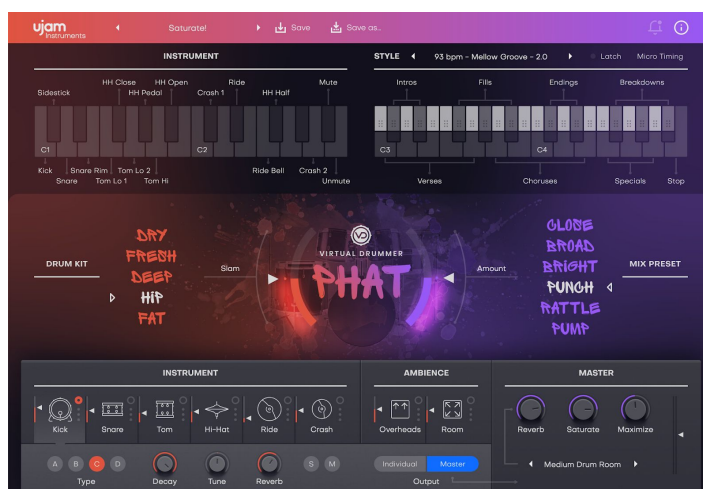 ujam
instruments
Saturate!
Save
Save as..
INSTRUMENT
STYLE
93 bpm - Mellow Groove - 2.0
Latch
Micro Timing
HH Close
HH Open
Ride
Mute
Sidestick
HH Pedal
Crash 1
HH Half
Intros
Fills
Endings
Breakdowns
C1
C2
C3
C4
Kick
Snare Rim
Tom Lo 2
Ride Bell
Crash 2
Snare
Tom Lo 1
Tom Hi
Unmute
Verses
Choruses
Specials
Stop
DRUM KIT
DRY
FRESH
DEEP
HIP
FAT
Slam
VD
VIRTUAL DRUMMER
PHAT
Amount
CLOSE
BROAD
BRIGHT
PUNCH
RATTLE
PUMP
MIX PRESET
INSTRUMENT
AMBIENCE
MASTER
Kick
Snare
Tom
Hi-Hat
Ride
Crash
Overheads
Room
Reverb
Saturate
Maximize
A
B
C
D
S
M
Type
Decay
Tune
Reverb
Individual
Master
Output
Medium Drum Room